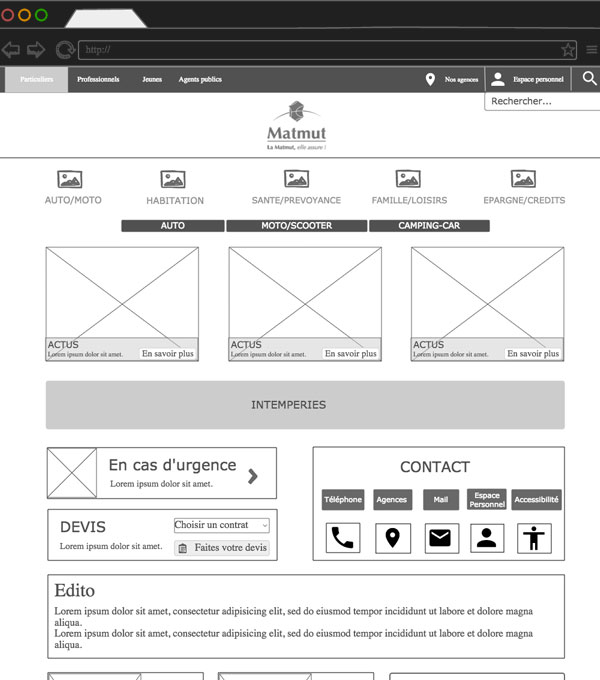 http://
Particuliers Professionnels Jeunes Agents publics Nos agences Espace personnel
Rechercher...
Matmut
La Matmut, elle assure !
AUTO/MOTO HABITATION SANTE/PREVOYANCE FAMILLE/LOISIRS EPARGNE/CREDITS
AUTO MOTO/SCOOTER CAMPING-CAR
ACTUS ACTUS ACTUS
Lorem ipsum dolor sit amet. En savoir plus Lorem ipsum dolor sit amet. En savoir plus Lorem ipsum dolor sit amet. En savoir plus
INTEMPERIES
En cas d'urgence
Lorem ipsum dolor sit amet.
DEVIS Choisir un contrat
Lorem ipsum dolor sit amet. Faites votre devis
CONTACT
Téléphone Agences Mail Espace Personnel Accessibilité
Edito
Lorem ipsum dolor sit amet, consectetur adipisicing elit, sed do eiusmod tempor incididunt ut labore et dolore magna
aliqua.
Lorem ipsum dolor sit amet, consectetur adipisicing elit, sed do eiusmod tempor incididunt ut labore et dolore magna
aliqua.